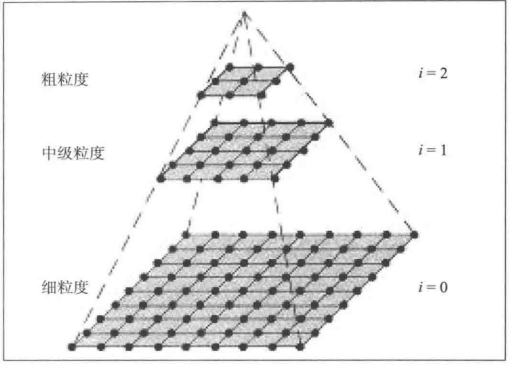 粗粒度 i = 2
中级粒度 i = 1
细粒度 i = 0